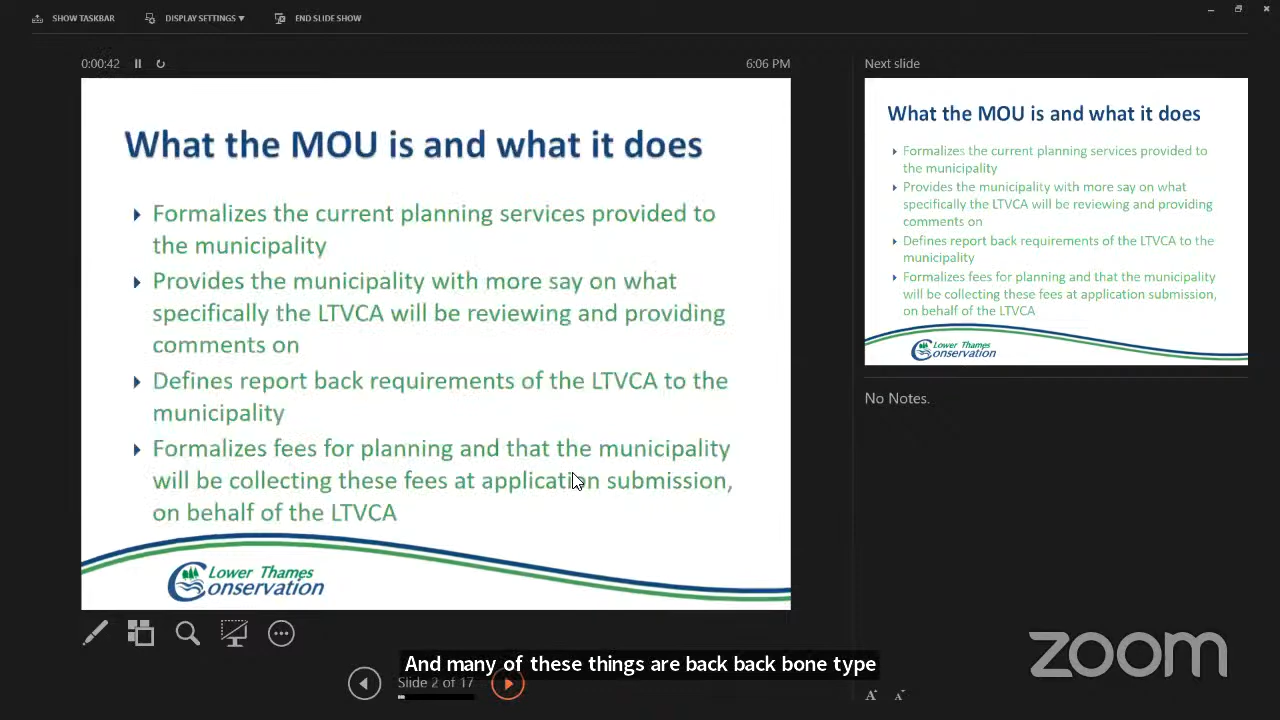 SHOW TASKBAR
DISPLAY SETTINGS ▾
END SLIDE SHOW
0:00:42
6:06 PM
What the MOU is and what it does
Formalizes the current planning services provided to
the municipality
Provides the municipality with more say on what
specifically the LTVCA will be reviewing and providing
comments on
Defines report back requirements of the LTVCA to the
municipality
Formalizes fees for planning and that the municipality
will be collecting these fees at application submission,
on behalf of the LTVCA
Lower Thames
Conservation
Next slide
What the MOU is and what it does
Formalizes the current planning services provided to
the municipality
Provides the municipality with more say on what
specifically the LTVCA will be reviewing and providing
comments on
Defines report back requirements of the LTVCA to the
municipality
Formalizes fees for planning and that the municipality
will be collecting these fees at application submission,
on behalf of the LTVCA
Lower Thames
Conservation
No Notes.
And many of these things are back back bone type
Slide 2 of 17
zoom
A A